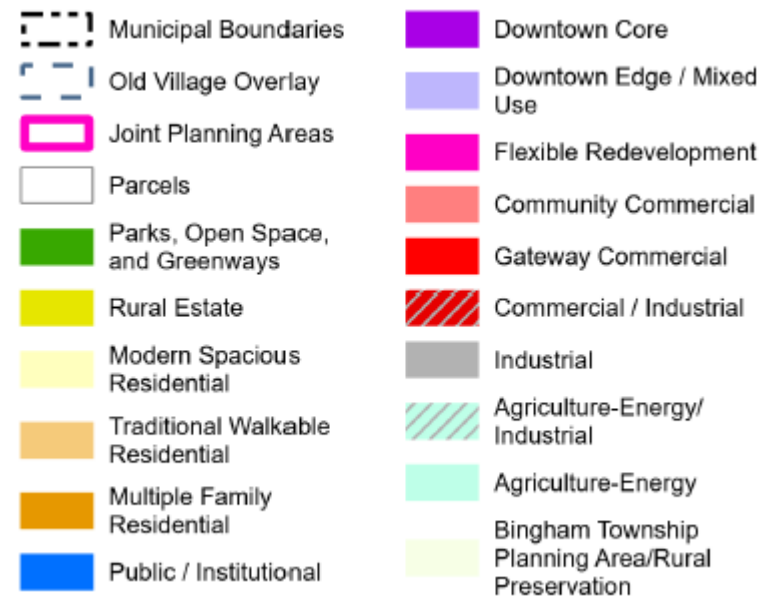 Municipal Boundaries
Old Village Overlay
Joint Planning Areas
Parcels
Parks, Open Space,
and Greenways
Rural Estate
Modern Spacious
Residential
Traditional Walkable
Residential
Multiple Family
Residential
Public / Institutional
Downtown Core
Downtown Edge / Mixed
Use
Flexible Redevelopment
Community Commercial
Gateway Commercial
Commercial / Industrial
Industrial
Agriculture-Energy/
Industrial
Agriculture-Energy
Bingham Township
Planning Area/Rural
Preservation